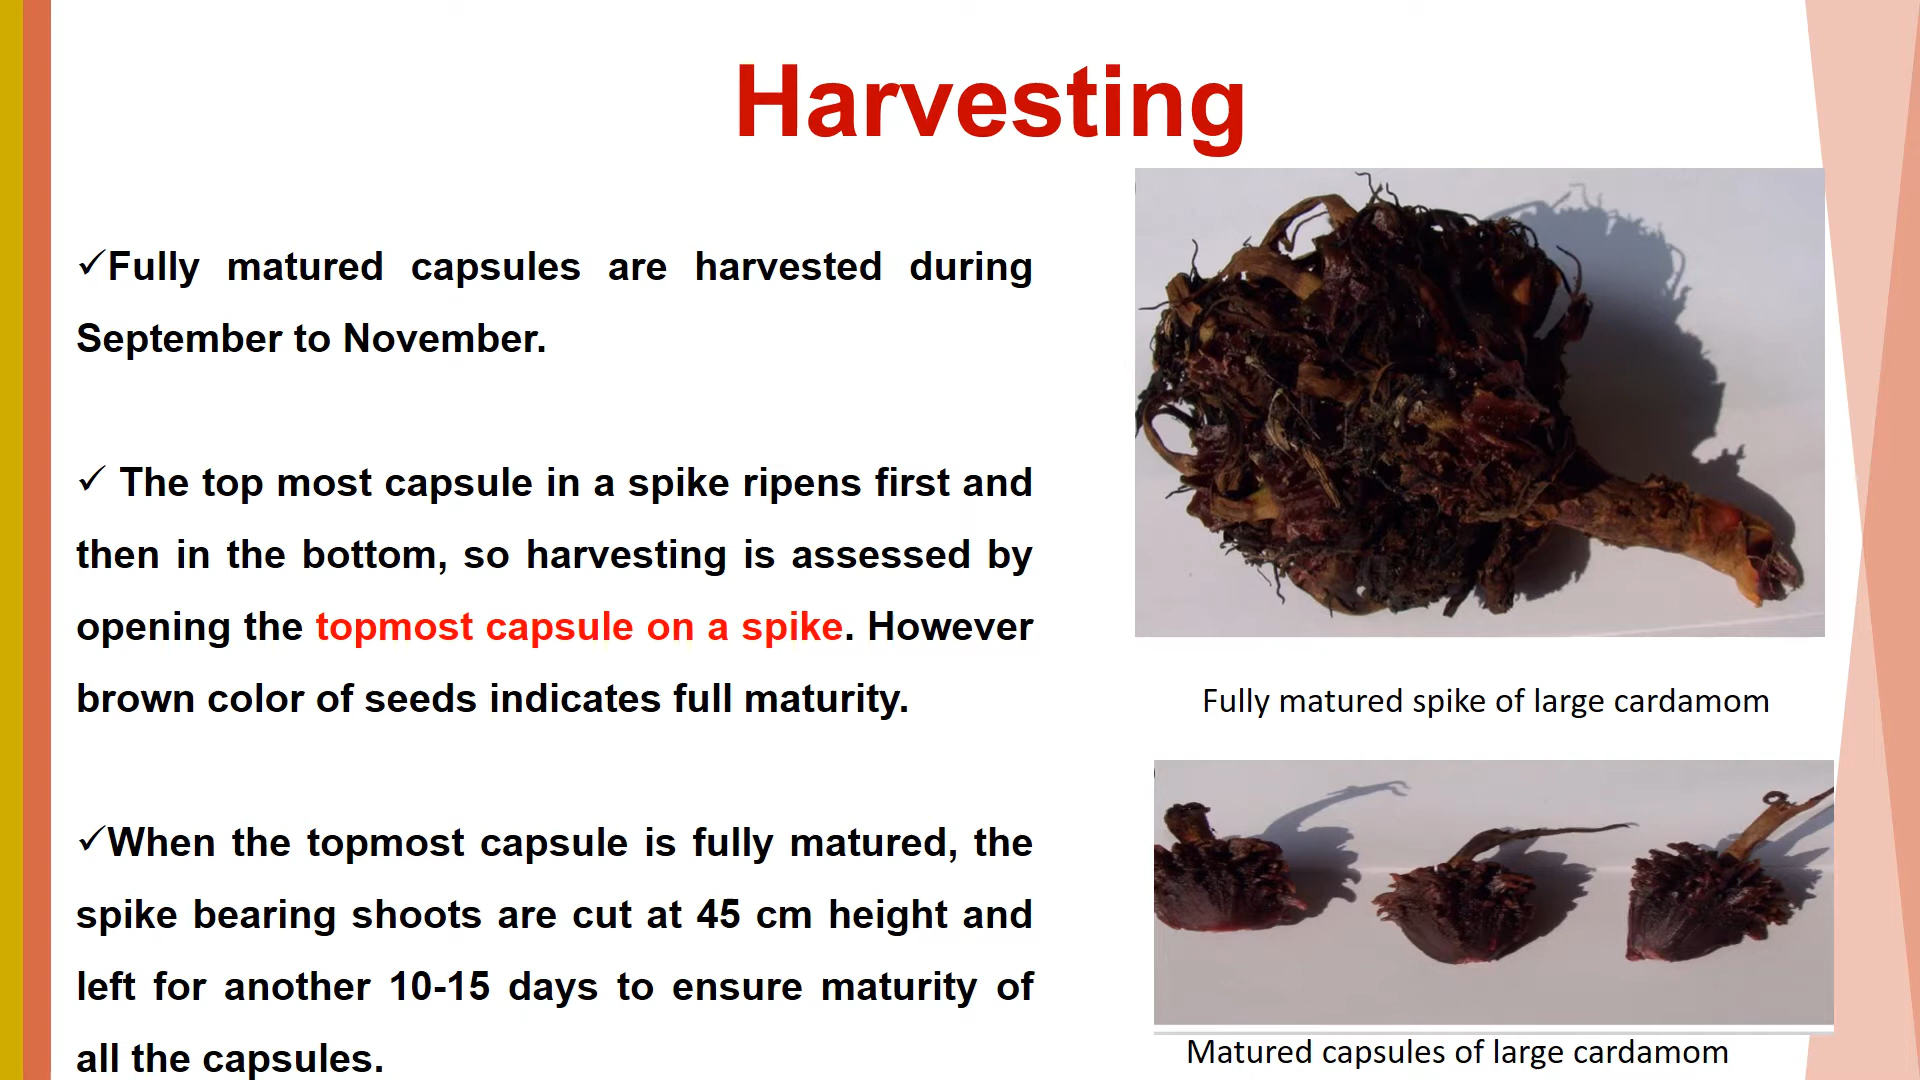 Harvesting
✓Fully matured capsules are harvested during
September to November.
✓ The top most capsule in a spike ripens first and
then in the bottom, so harvesting is assessed by
opening the topmost capsule on a spike. However
brown color of seeds indicates full maturity.
✓When the topmost capsule is fully matured, the
spike bearing shoots are cut at 45 cm height and
left for another 10-15 days to ensure maturity of
all the capsules.
Fully matured spike of large cardamom
Matured capsules of large cardamom